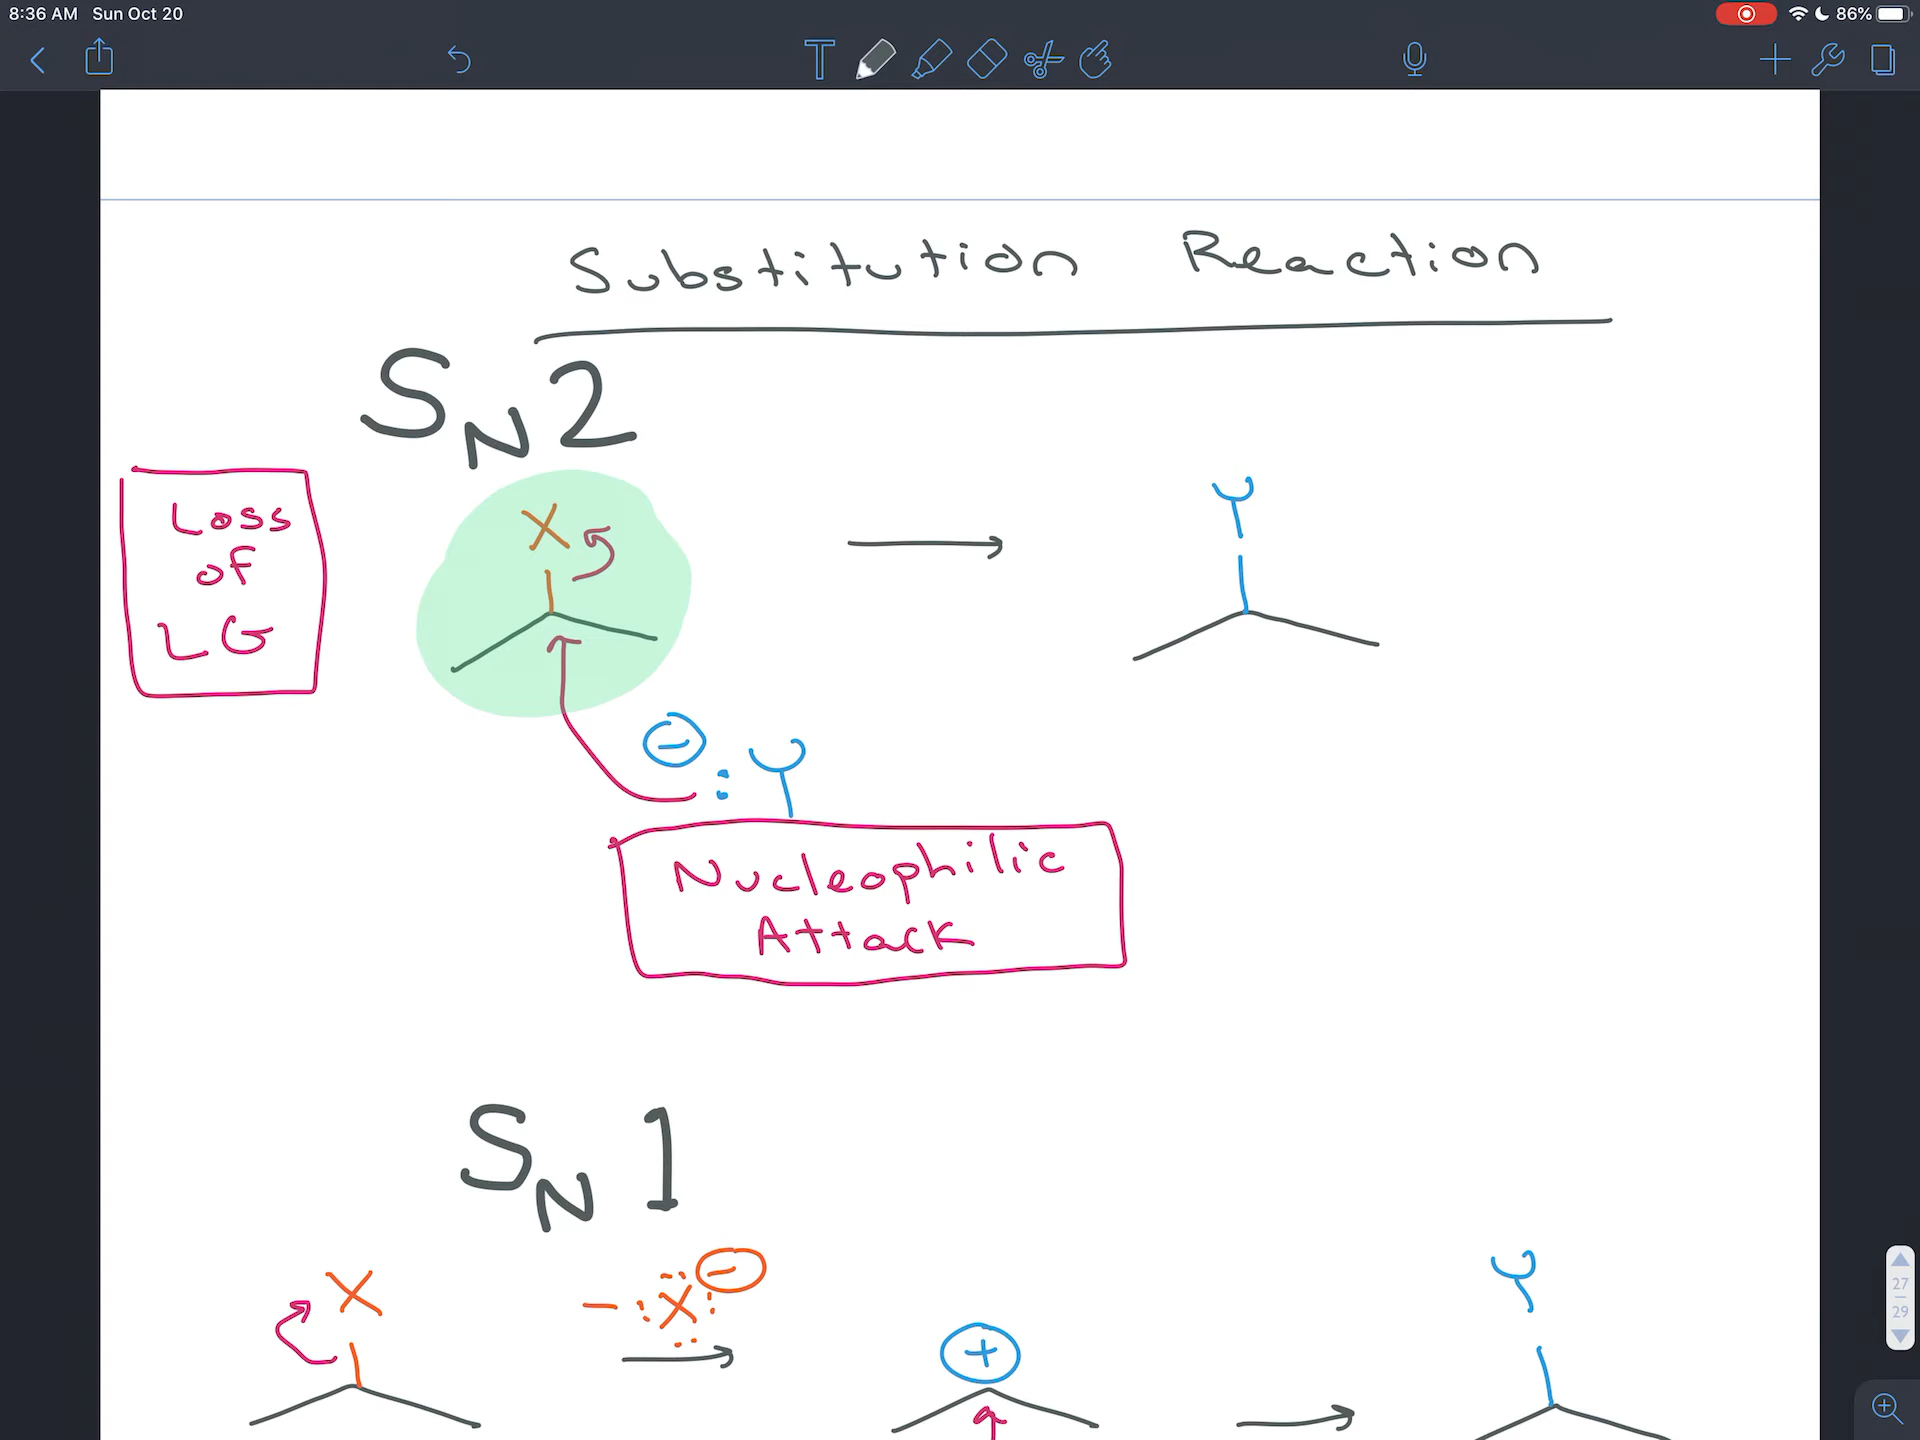 8:36 AM Sun Oct 20
86%
T
Substitution Reaction
SN2
Loss
of
LG
X
Y
⊖
: Y
Nucleophilic
Attack
SN1
X
- :X: ⊖
⊕
Y
27
29